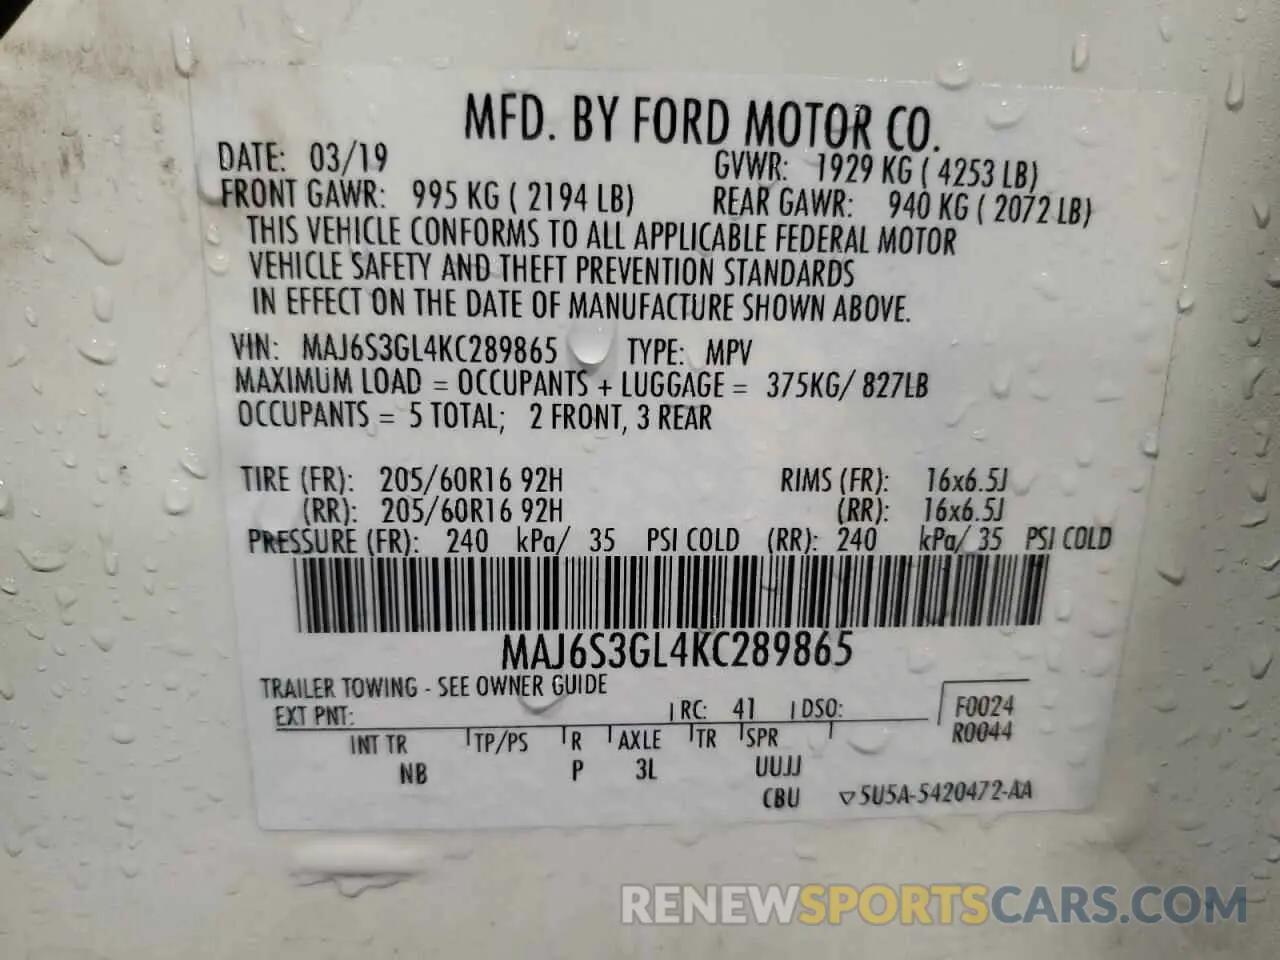 MFD. BY FORD MOTOR CO.
DATE: 03/19 GVWR: 1929 KG ( 4253 LB)
FRONT GAWR: 995 KG ( 2194 LB) REAR GAWR: 940 KG ( 2072 LB)
THIS VEHICLE CONFORMS TO ALL APPLICABLE FEDERAL MOTOR
VEHICLE SAFETY AND THEFT PREVENTION STANDARDS
IN EFFECT ON THE DATE OF MANUFACTURE SHOWN ABOVE.
VIN: MAJ6S3GL4KC289865 TYPE: MPV
MAXIMUM LOAD = OCCUPANTS + LUGGAGE = 375KG/ 827LB
OCCUPANTS = 5 TOTAL; 2 FRONT, 3 REAR
TIRE (FR): 205/60R16 92H RIMS (FR): 16x6.5J
(RR): 205/60R16 92H (RR): 16x6.5J
PRESSURE (FR): 240 kPa/ 35 PSI COLD (RR): 240 kPa/ 35 PSI COLD
MAJ6S3GL4KC289865
TRAILER TOWING - SEE OWNER GUIDE
EXT PNT: RC: 41 DSO: F0024
R0044
INT TR TP/PS R AXLE TR SPR
NB P 3L UUJJ
CBU ▽5U5A-5420472-AA
RENEWSPORTSCARS.COM